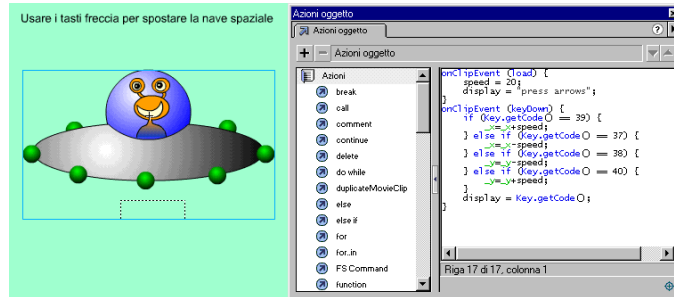 Usare i tasti freccia per spostare la nave spaziale
Azioni oggetto
Azioni oggetto
?
+ − Azioni oggetto
Azioni
break
call
comment
continue
delete
do while
duplicateMovieClip
else
else if
for
for..in
FS Command
function
onClipEvent (load) {
speed = 20;
display = "press arrows";
}
onClipEvent (keyDown) {
if (Key.getCode() == 39) {
_x=_x+speed;
} else if (Key.getCode() == 37) {
_x=_x-speed;
} else if (Key.getCode() == 38) {
_y=_y-speed;
} else if (Key.getCode() == 40) {
_y=_y+speed;
}
display = Key.getCode();
}
Riga 17 di 17, colonna 1